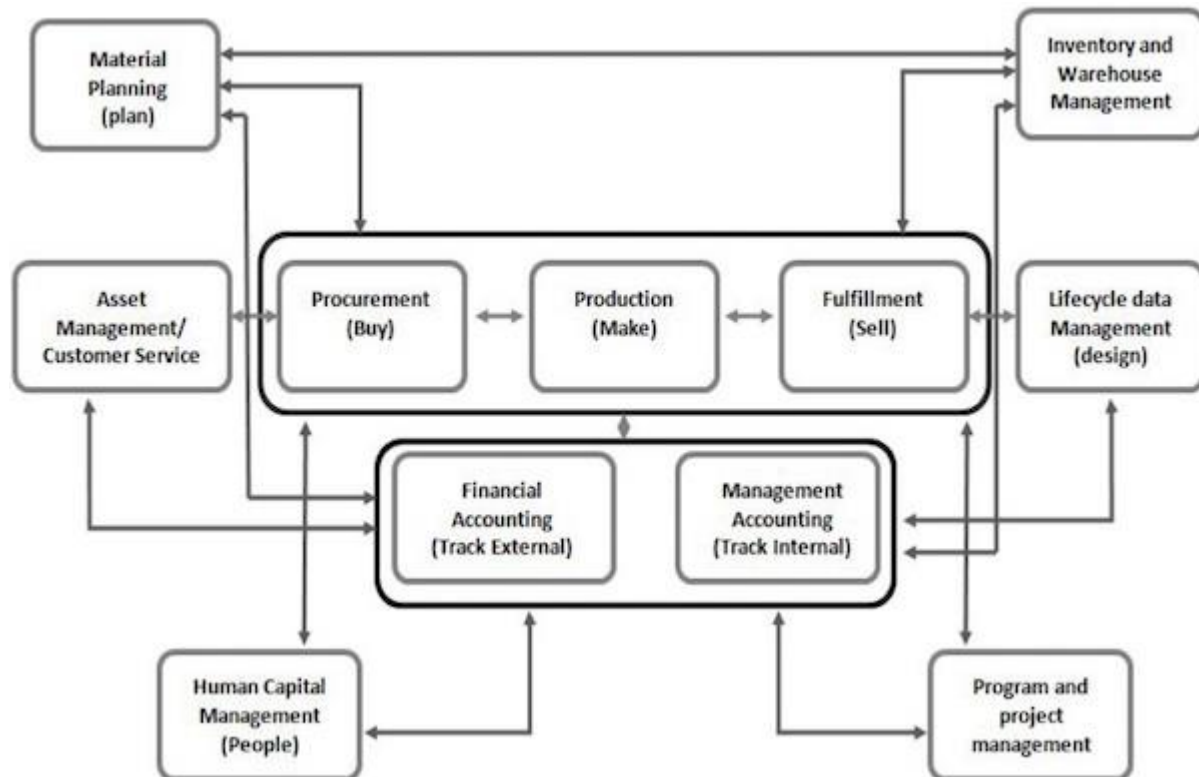 Material
Planning
(plan)
Inventory and
Warehouse
Management
Asset
Management/
Customer Service
Procurement
(Buy)
Production
(Make)
Fulfillment
(Sell)
Lifecycle data
Management
(design)
Financial
Accounting
(Track External)
Management
Accounting
(Track Internal)
Human Capital
Management
(People)
Program and
project
management